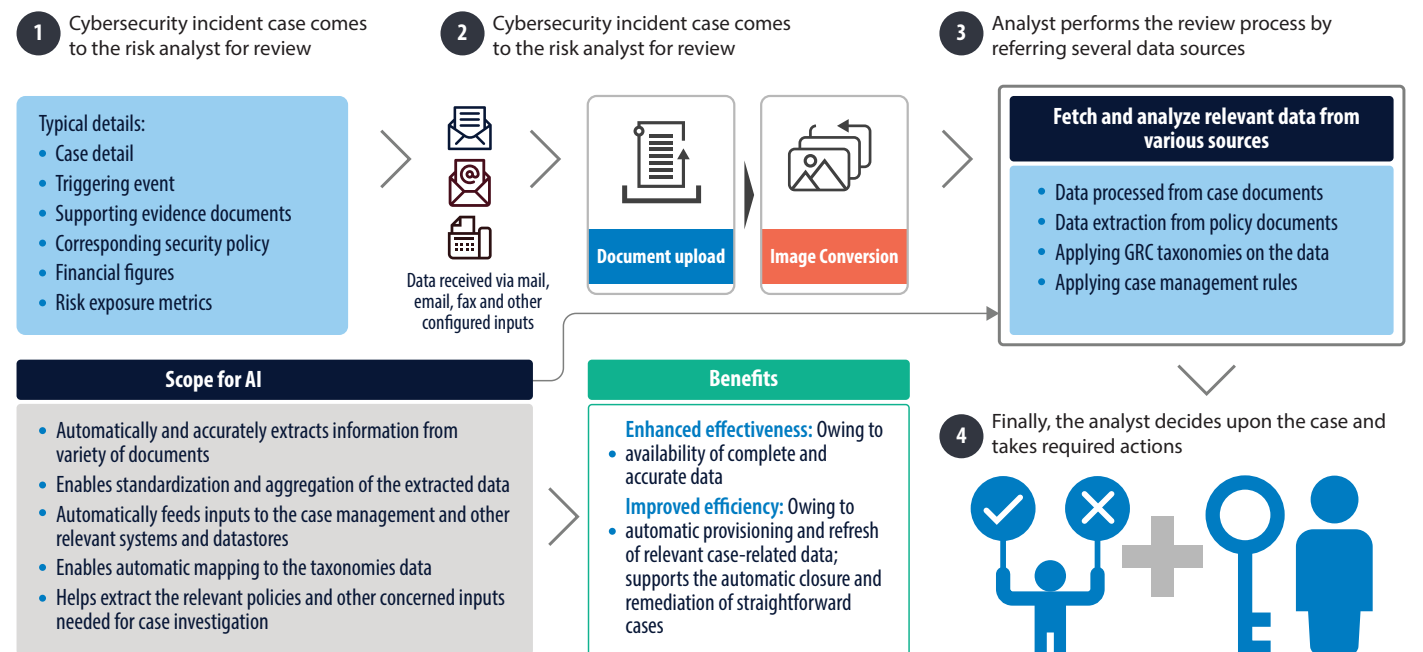 1
Cybersecurity incident case comes
to the risk analyst for review
2
Cybersecurity incident case comes
to the risk analyst for review
3
Analyst performs the review process by
referring several data sources
Typical details:
• Case detail
• Triggering event
• Supporting evidence documents
• Corresponding security policy
• Financial figures
• Risk exposure metrics
@
Data received via mail,
email, fax and other
configured inputs
Document upload
Image Conversion
Fetch and analyze relevant data from
various sources
• Data processed from case documents
• Data extraction from policy documents
• Applying GRC taxonomies on the data
• Applying case management rules
Scope for AI
• Automatically and accurately extracts information from
variety of documents
• Enables standardization and aggregation of the extracted data
• Automatically feeds inputs to the case management and other
relevant systems and datastores
• Enables automatic mapping to the taxonomies data
• Helps extract the relevant policies and other concerned inputs
needed for case investigation
Benefits
Enhanced effectiveness: Owing to
• availability of complete and
accurate data
Improved efficiency: Owing to
• automatic provisioning and refresh
of relevant case-related data;
supports the automatic closure and
remediation of straightforward
cases
4
Finally, the analyst decides upon the case and
takes required actions